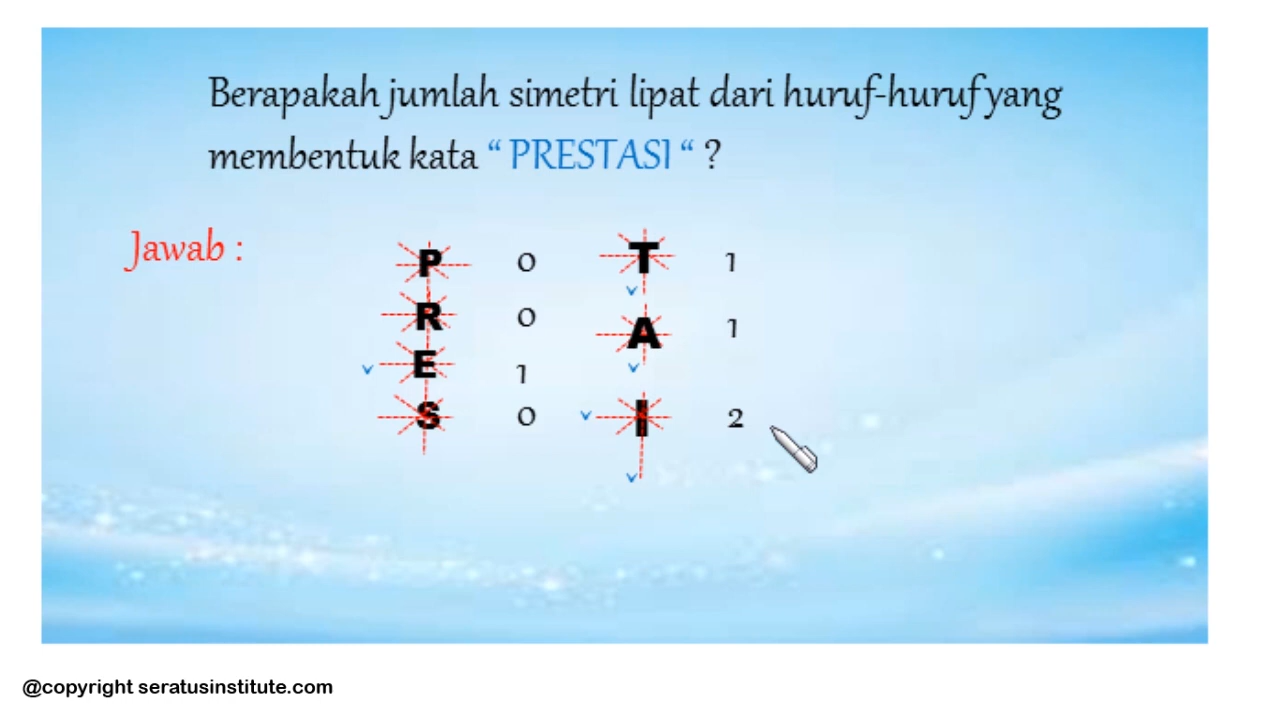 Berapakah jumlah simetri lipat dari huruf-huruf yang
membentuk kata “ PRESTASI “ ?
Jawab :
P 0 T 1
R 0 A 1
E 1
S 0 I 2
@copyright seratusinstitute.com